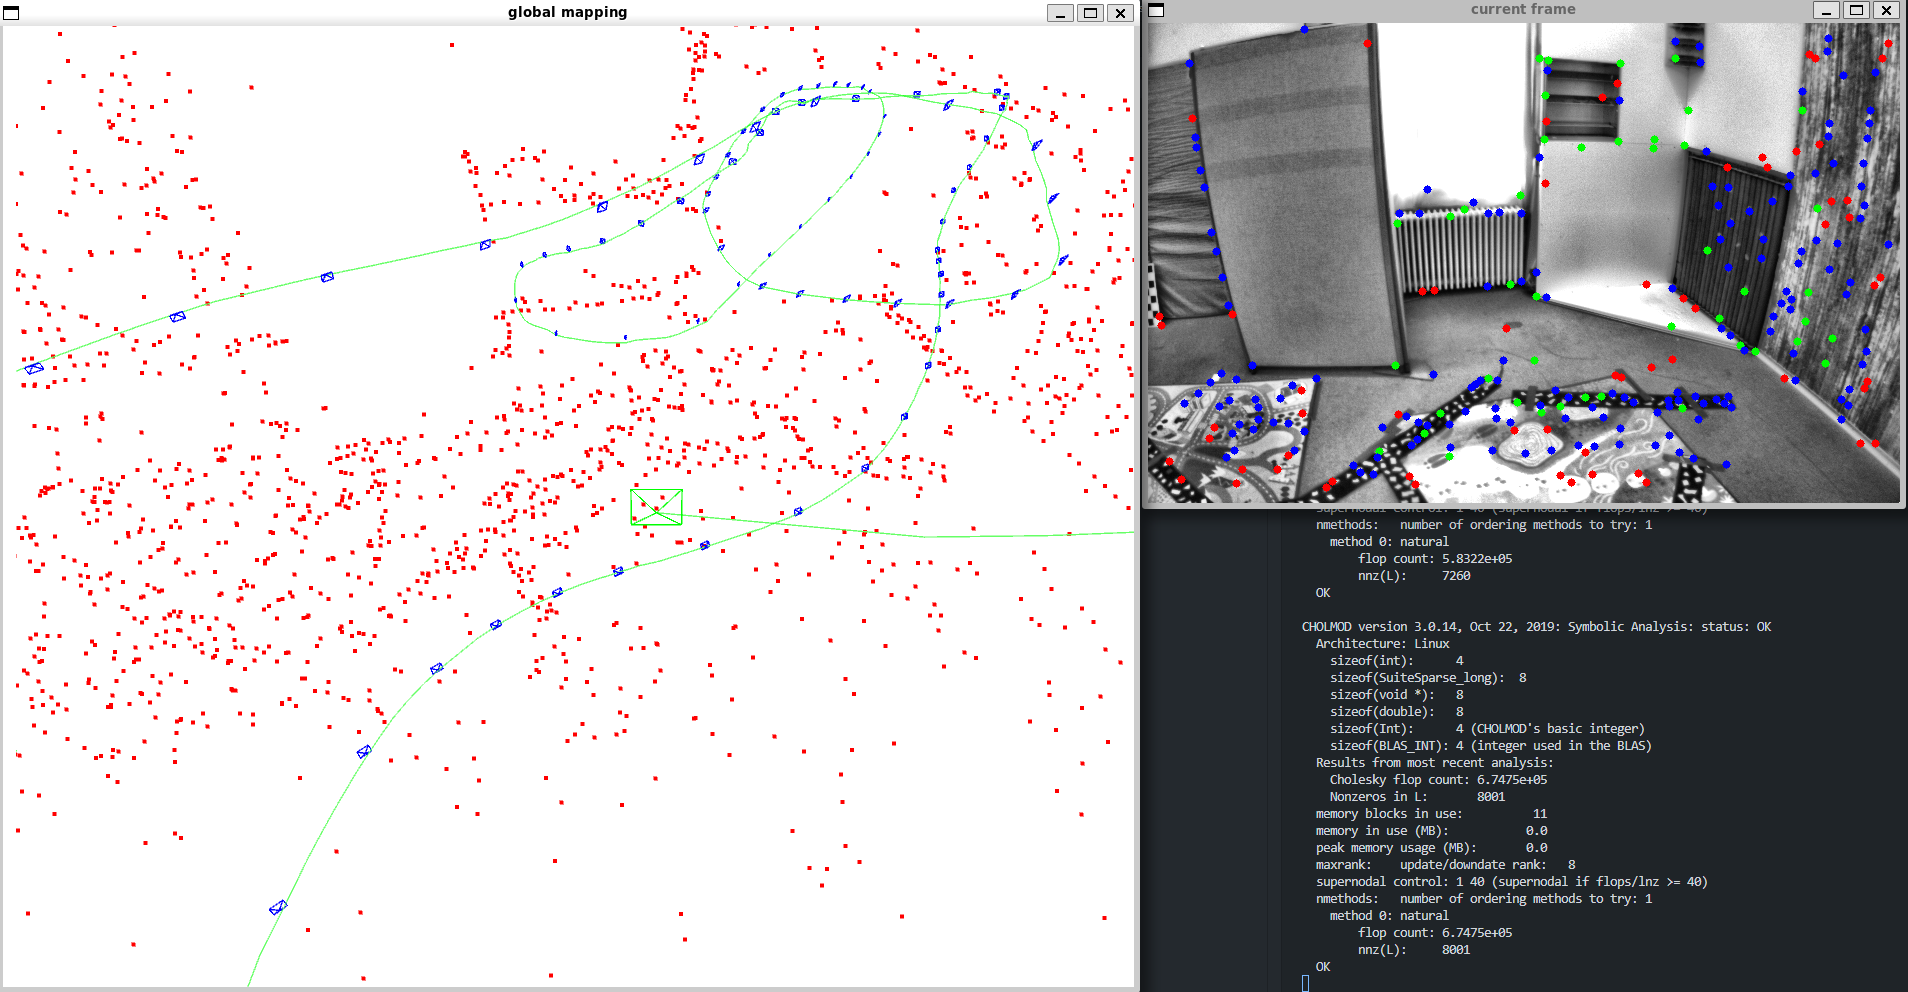 global mapping
current frame
supernodal control: 1 40 (supernodal if flops/lnz >= 40)
nmethods:   number of ordering methods to try: 1
method 0: natural
flop count: 5.8322e+05
nnz(L):     7260
OK
CHOLMOD version 3.0.14, Oct 22, 2019: Symbolic Analysis: status: OK
Architecture: Linux
sizeof(int):      4
sizeof(SuiteSparse_long):  8
sizeof(void *):   8
sizeof(double):   8
sizeof(Int):      4 (CHOLMOD's basic integer)
sizeof(BLAS_INT): 4 (integer used in the BLAS)
Results from most recent analysis:
Cholesky flop count: 6.7475e+05
Nonzeros in L:       8001
memory blocks in use:          11
memory in use (MB):           0.0
peak memory usage (MB):       0.0
maxrank:    update/downdate rank:   8
supernodal control: 1 40 (supernodal if flops/lnz >= 40)
nmethods:   number of ordering methods to try: 1
method 0: natural
flop count: 6.7475e+05
nnz(L):     8001
OK